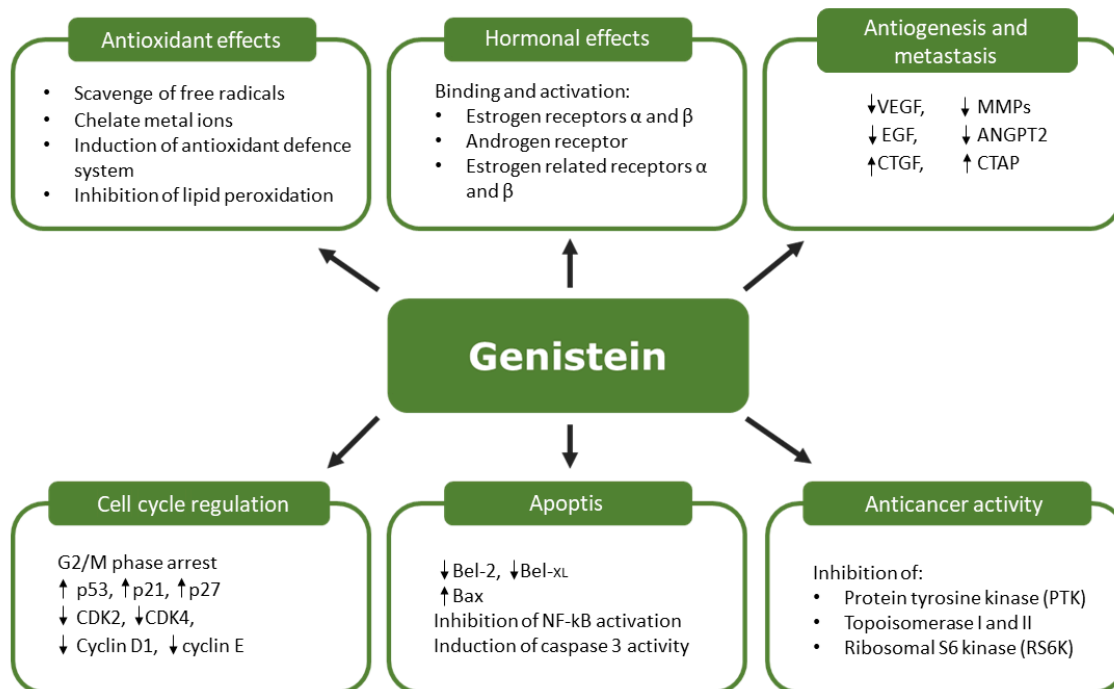 Antioxidant effects
• Scavenge of free radicals
• Chelate metal ions
• Induction of antioxidant defence
system
• Inhibition of lipid peroxidation
Hormonal effects
Binding and activation:
• Estrogen receptors α and β
• Androgen receptor
• Estrogen related receptors α
and β
Antiogenesis and
metastasis
↓VEGF, ↓ MMPs
↓ EGF, ↓ ANGPT2
↑CTGF, ↑ CTAP
Genistein
Cell cycle regulation
G2/M phase arrest
↑ p53, ↑p21, ↑p27
↓ CDK2, ↓CDK4,
↓ Cyclin D1, ↓cyclin E
Apoptis
↓Bel-2, ↓Bel-XL
↑Bax
Inhibition of NF-kB activation
Induction of caspase 3 activity
Anticancer activity
Inhibition of:
• Protein tyrosine kinase (PTK)
• Topoisomerase I and II
• Ribosomal S6 kinase (RS6K)